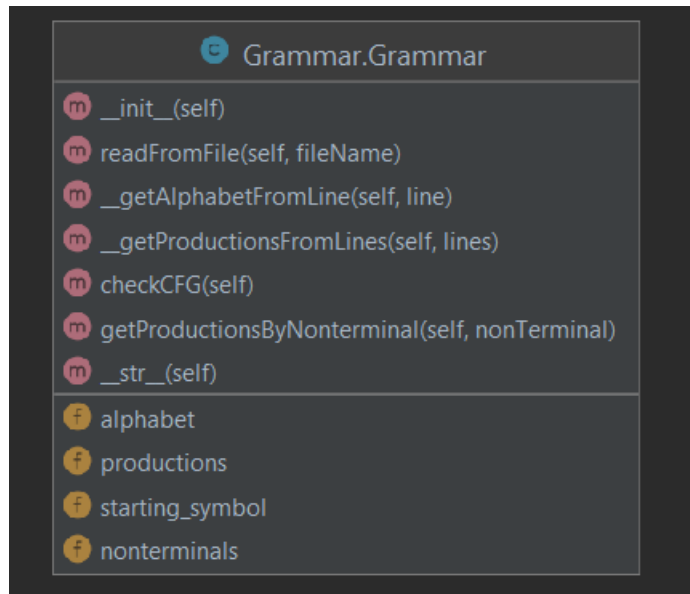 C Grammar.Grammar
m __init__(self)
m readFromFile(self, fileName)
m __getAlphabetFromLine(self, line)
m __getProductionsFromLines(self, lines)
m checkCFG(self)
m getProductionsByNonterminal(self, nonTerminal)
m __str__(self)
f alphabet
f productions
f starting_symbol
f nonterminals